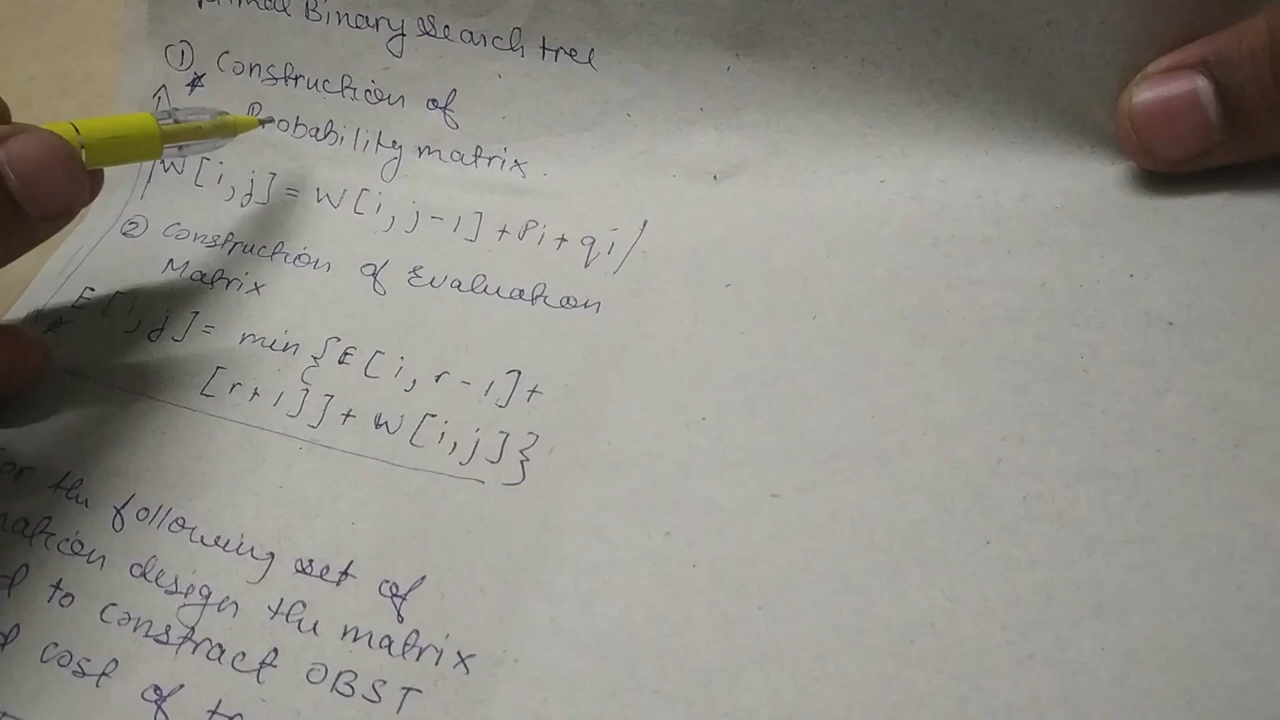 Binary Search tree
① Construction of
Probability matrix.
W[i,j] = W[i, j-1] + Pi + qi/
② Construction of Evaluation
Matrix
E[i,j] = min {E[i, r-1] +
[r+1]] + W[i,j]}
the following set of
design the matrix
to constract OBST
cost of